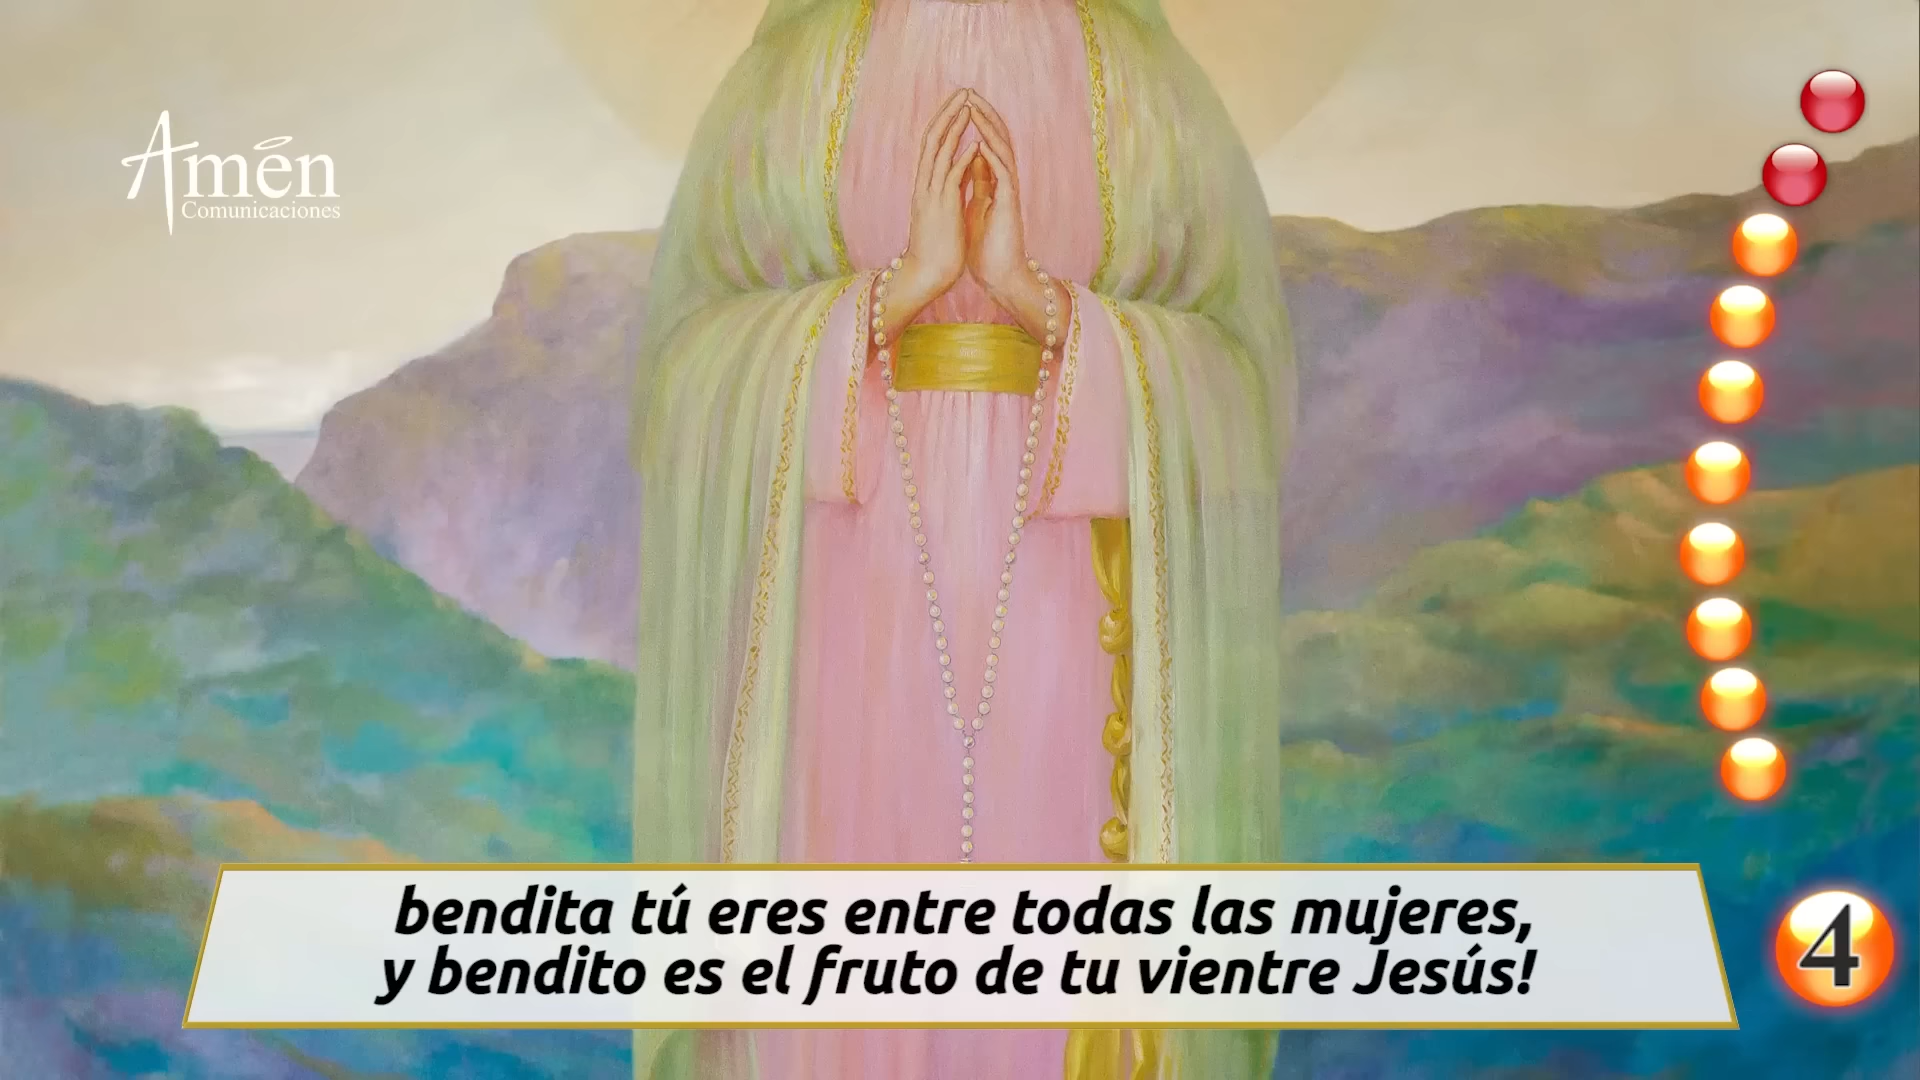 Amén
Comunicaciones
bendita tú eres entre todas las mujeres,
y bendito es el fruto de tu vientre Jesús!
4